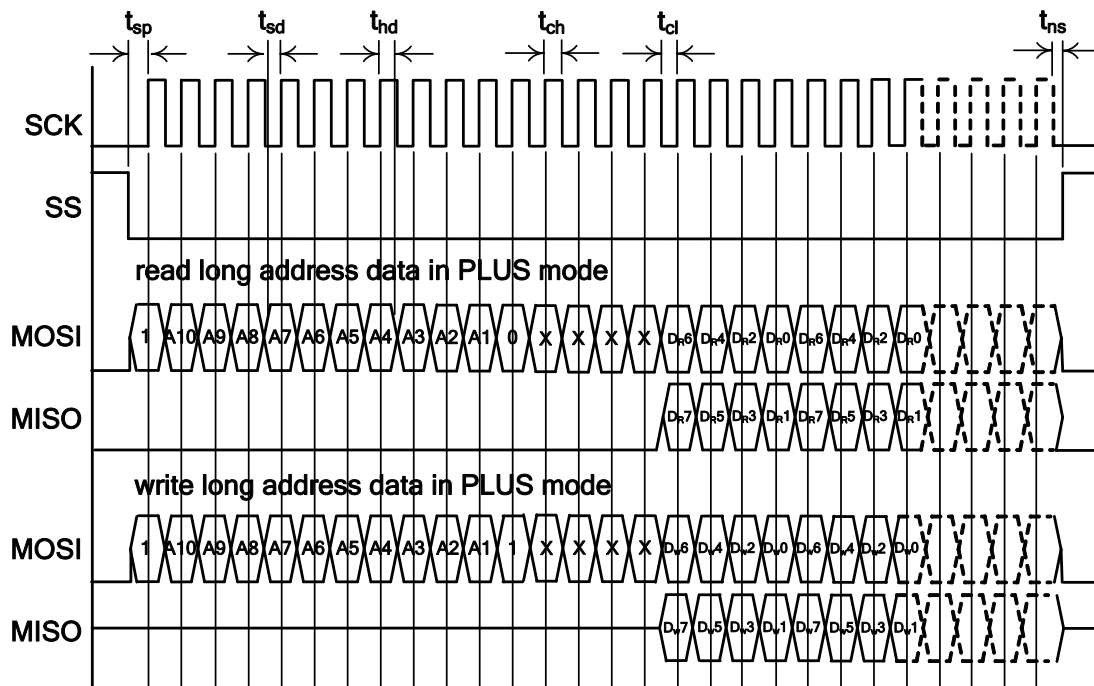 tsp tsd thd tch tcl tns
SCK
SS
read long address data in PLUS mode
MOSI 1 A10 A9 A8 A7 A6 A5 A4 A3 A2 A1 0 X X X X DR6 DR4 DR2 DR0 DR6 DR4 DR2 DR0
MISO DR7 DR5 DR3 DR1 DR7 DR5 DR3 DR1
write long address data in PLUS mode
MOSI 1 A10 A9 A8 A7 A6 A5 A4 A3 A2 A1 1 X X X X DW6 DW4 DW2 DW0 DW6 DW4 DW2 DW0
MISO DW7 DW5 DW3 DW1 DW7 DW5 DW3 DW1